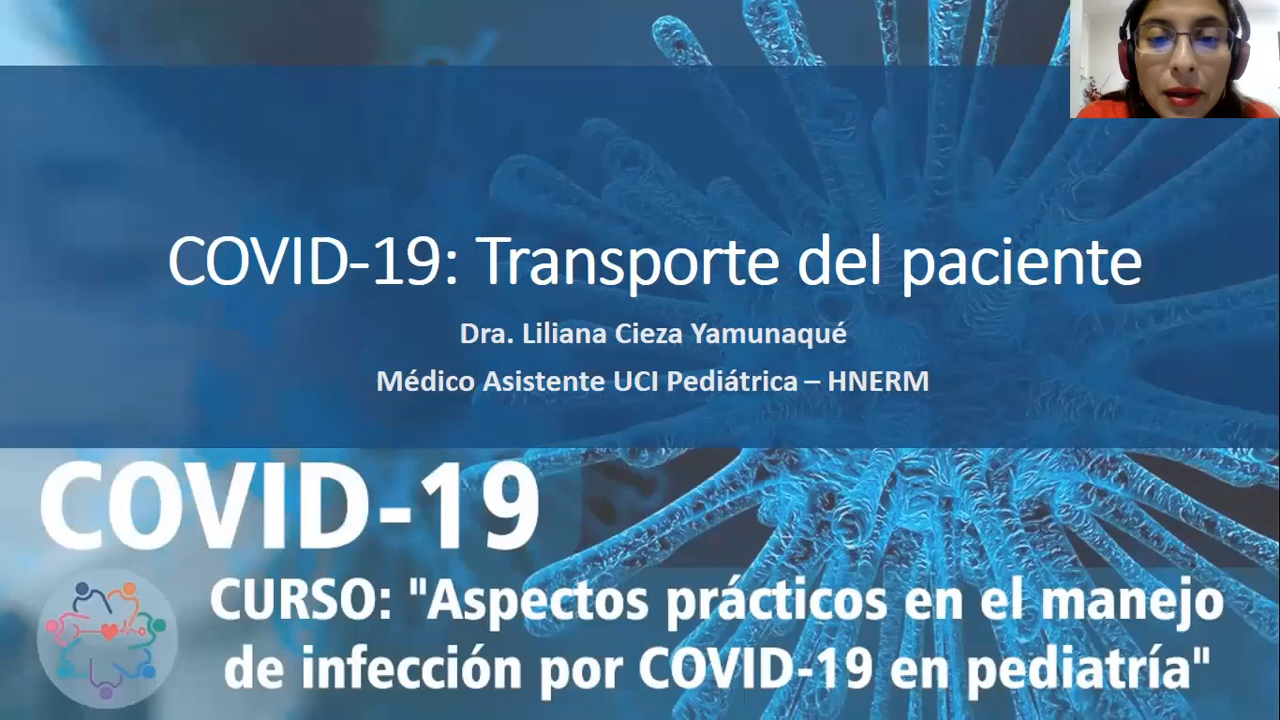 COVID-19: Transporte del paciente
Dra. Liliana Cieza Yamunaqué
Médico Asistente UCI Pediátrica – HNERM
COVID-19
CURSO: "Aspectos prácticos en el manejo
de infección por COVID-19 en pediatría"